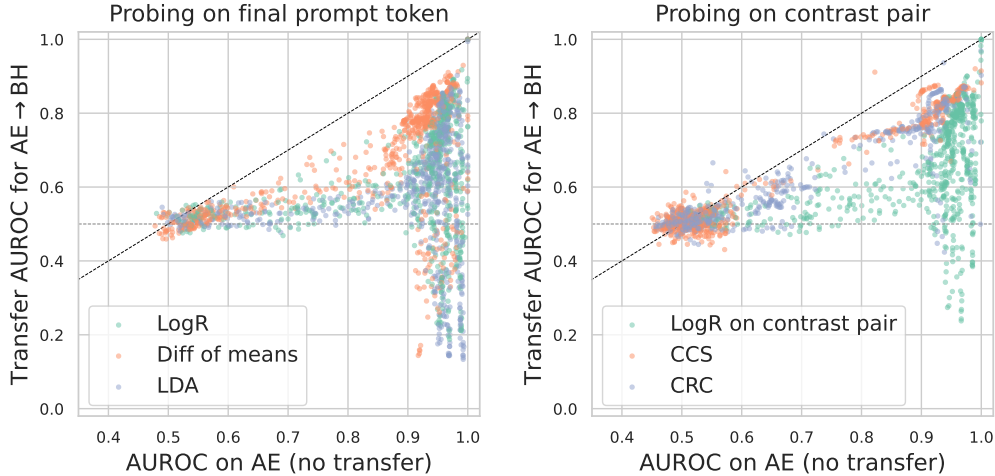 Probing on final prompt token
Transfer AUROC for AE → BH
1.0
0.8
0.6
0.4
0.2
0.0
LogR
Diff of means
LDA
0.4 0.5 0.6 0.7 0.8 0.9 1.0
AUROC on AE (no transfer)
Probing on contrast pair
Transfer AUROC for AE → BH
1.0
0.8
0.6
0.4
0.2
0.0
LogR on contrast pair
CCS
CRC
0.4 0.5 0.6 0.7 0.8 0.9 1.0
AUROC on AE (no transfer)